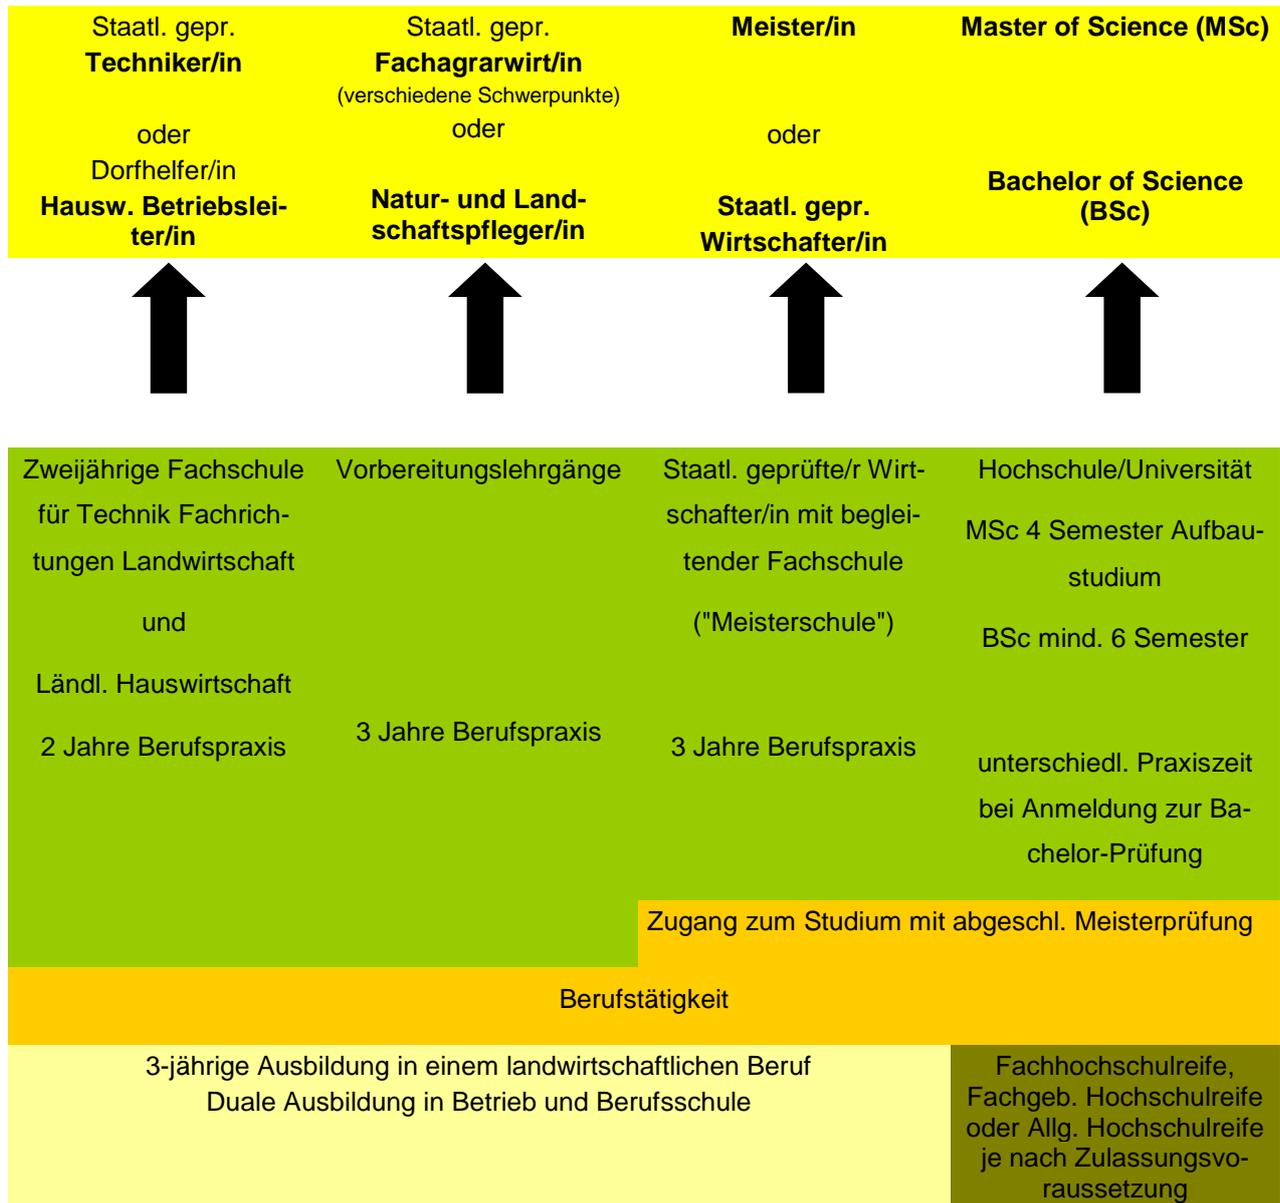 Staatl. gepr.
Techniker/in
oder
Dorfhelfer/in
Hausw. Betriebslei-
ter/in
Staatl. gepr.
Fachagrarwirt/in
(verschiedene Schwerpunkte)
oder
Natur- und Land-
schaftspfleger/in
Meister/in
oder
Staatl. gepr.
Wirtschafter/in
Master of Science (MSc)
Bachelor of Science
(BSc)
Zweijährige Fachschule
für Technik Fachrich-
tungen Landwirtschaft
und
Ländl. Hauswirtschaft
2 Jahre Berufspraxis
Vorbereitungslehrgänge
3 Jahre Berufspraxis
Staatl. geprüfte/r Wirt-
schafter/in mit beglei-
tender Fachschule
("Meisterschule")
3 Jahre Berufspraxis
Hochschule/Universität
MSc 4 Semester Aufbau-
studium
BSc mind. 6 Semester
unterschiedl. Praxiszeit
bei Anmeldung zur Ba-
chelor-Prüfung
Zugang zum Studium mit abgeschl. Meisterprüfung
Berufstätigkeit
3-jährige Ausbildung in einem landwirtschaftlichen Beruf
Duale Ausbildung in Betrieb und Berufsschule
Fachhochschulreife,
Fachgeb. Hochschulreife
oder Allg. Hochschulreife
je nach Zulassungsvo-
raussetzung